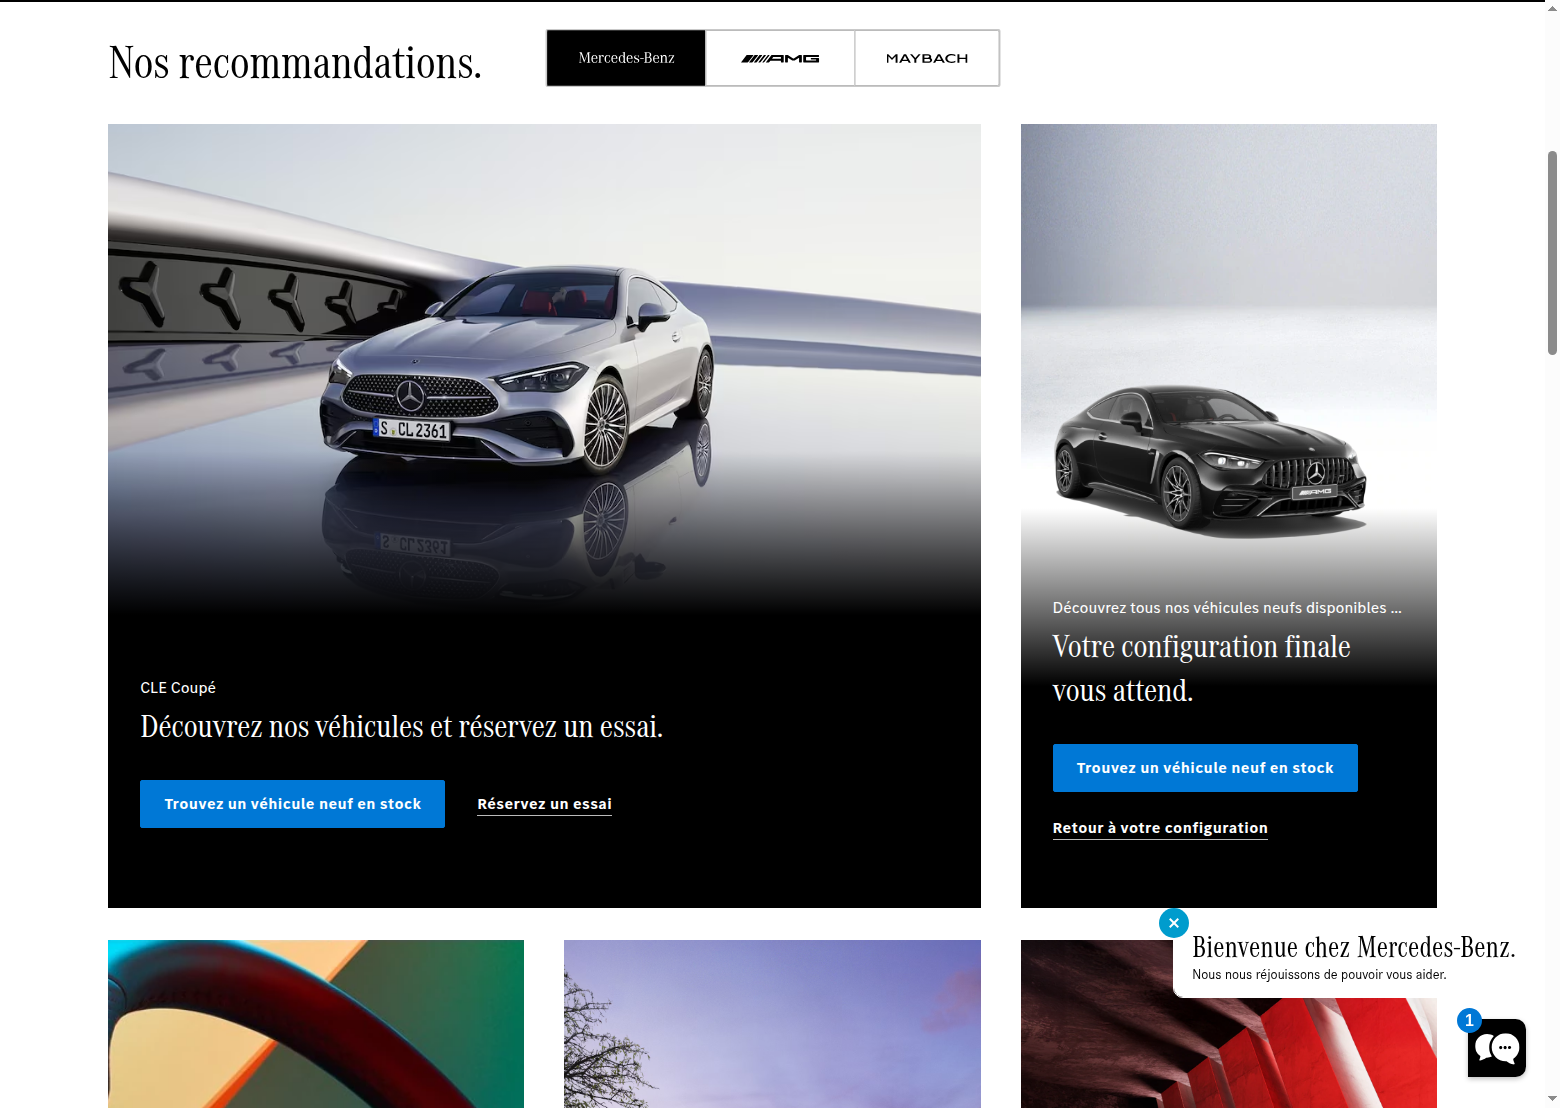 Nos recommandations.
Mercedes-Benz
AMG
MAYBACH
S CL 2361
AMG
Découvrez tous nos véhicules neufs disponibles ...
Votre configuration finale
vous attend.
Trouvez un véhicule neuf en stock
Retour à votre configuration
CLE Coupé
Découvrez nos véhicules et réservez un essai.
Trouvez un véhicule neuf en stock
Réservez un essai
Bienvenue chez Mercedes-Benz.
Nous nous réjouissons de pouvoir vous aider.
1